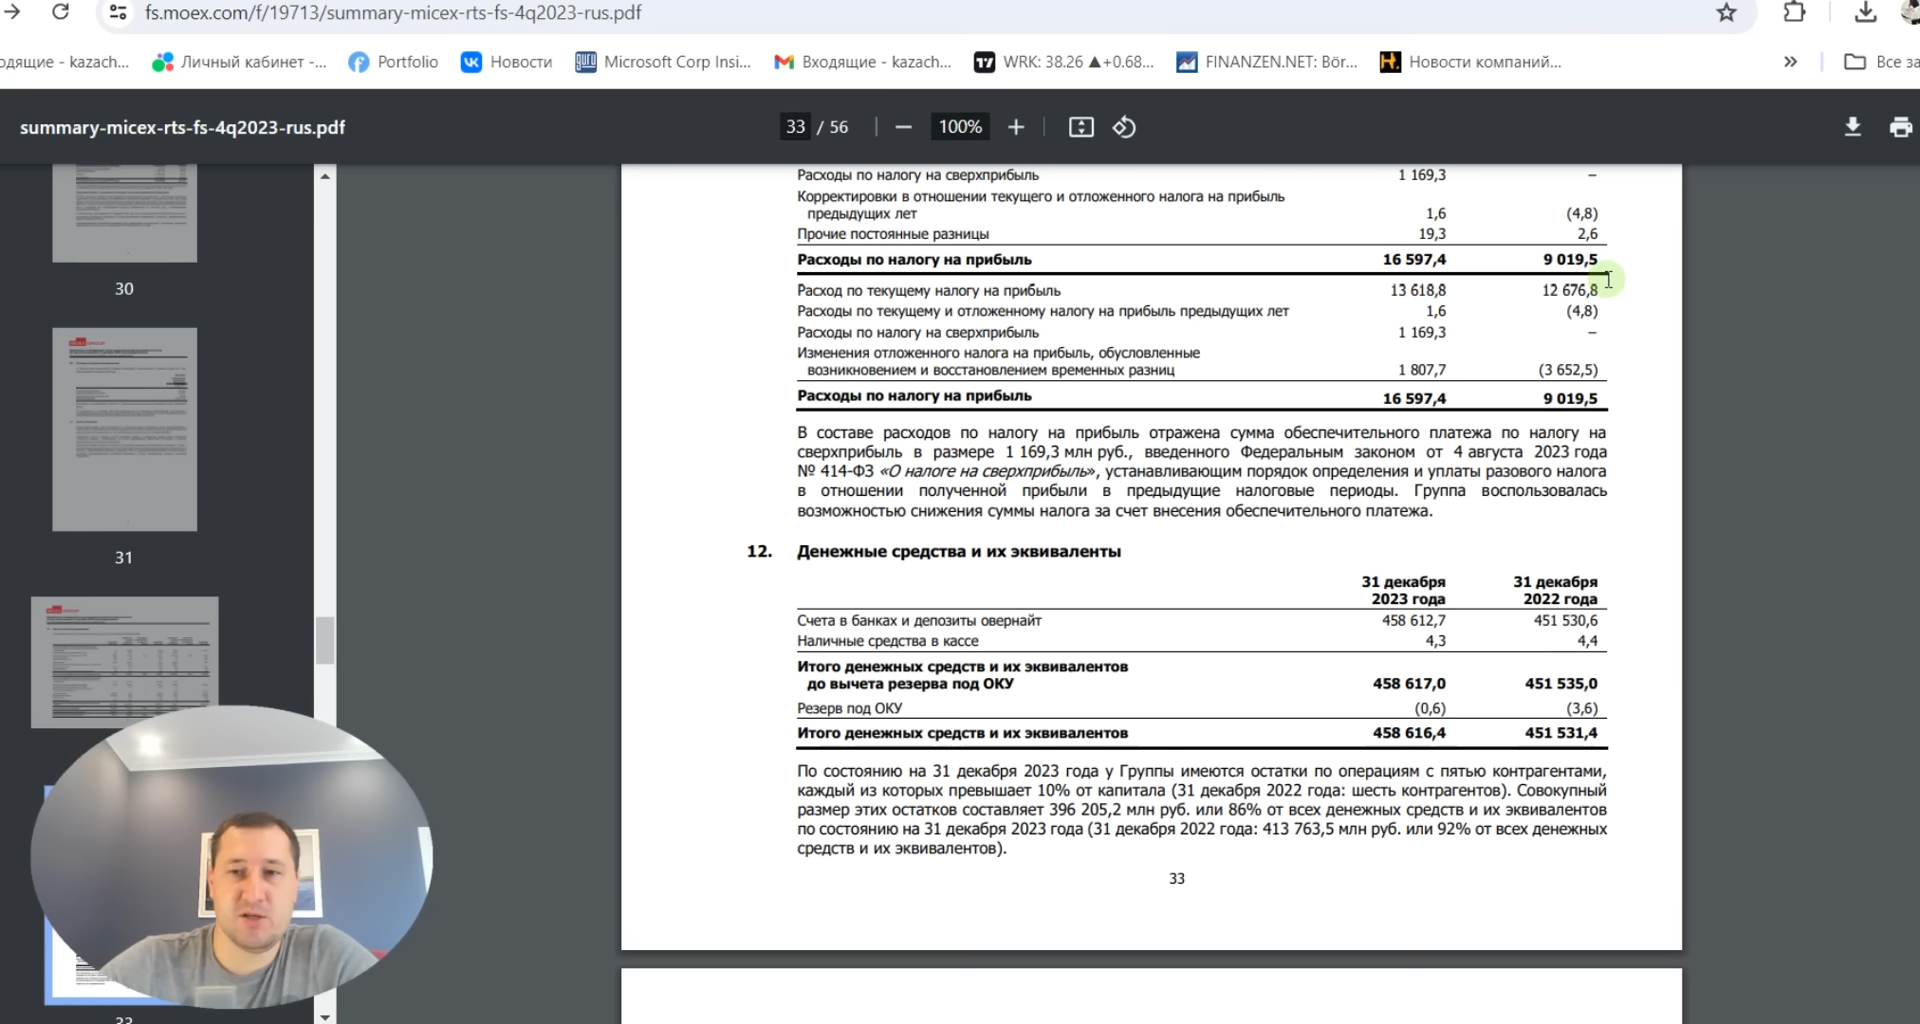 fs.moex.com/f/19713/summary-micex-rts-fs-4q2023-rus.pdf
одящие - kazach... Личный кабинет -... Portfolio Новости Microsoft Corp Insi... Входящие - kazach... WRK: 38.26 ▲+0.68... FINANZEN.NET: Bör... Новости компаний... » Все за
summary-micex-rts-fs-4q2023-rus.pdf 33 / 56 — 100% +
30
31
33
Расходы по налогу на сверхприбыль 1 169,3 –
Корректировки в отношении текущего и отложенного налога на прибыль
предыдущих лет 1,6 (4,8)
Прочие постоянные разницы 19,3 2,6
Расходы по налогу на прибыль 16 597,4 9 019,5
Расход по текущему налогу на прибыль 13 618,8 12 676,8
Расходы по текущему и отложенному налогу на прибыль предыдущих лет 1,6 (4,8)
Расходы по налогу на сверхприбыль 1 169,3 –
Изменения отложенного налога на прибыль, обусловленные
возникновением и восстановлением временных разниц 1 807,7 (3 652,5)
Расходы по налогу на прибыль 16 597,4 9 019,5
В составе расходов по налогу на прибыль отражена сумма обеспечительного платежа по налогу на
сверхприбыль в размере 1 169,3 млн руб., введенного Федеральным законом от 4 августа 2023 года
№ 414-ФЗ «О налоге на сверхприбыль», устанавливающим порядок определения и уплаты разового налога
в отношении полученной прибыли в предыдущие налоговые периоды. Группа воспользовалась
возможностью снижения суммы налога за счет внесения обеспечительного платежа.
12. Денежные средства и их эквиваленты
31 декабря 31 декабря
2023 года 2022 года
Счета в банках и депозиты овернайт 458 612,7 451 530,6
Наличные средства в кассе 4,3 4,4
Итого денежных средств и их эквивалентов
до вычета резерва под ОКУ 458 617,0 451 535,0
Резерв под ОКУ (0,6) (3,6)
Итого денежных средств и их эквивалентов 458 616,4 451 531,4
По состоянию на 31 декабря 2023 года у Группы имеются остатки по операциям с пятью контрагентами,
каждый из которых превышает 10% от капитала (31 декабря 2022 года: шесть контрагентов). Совокупный
размер этих остатков составляет 396 205,2 млн руб. или 86% от всех денежных средств и их эквивалентов
по состоянию на 31 декабря 2023 года (31 декабря 2022 года: 413 763,5 млн руб. или 92% от всех денежных
средств и их эквивалентов).
33